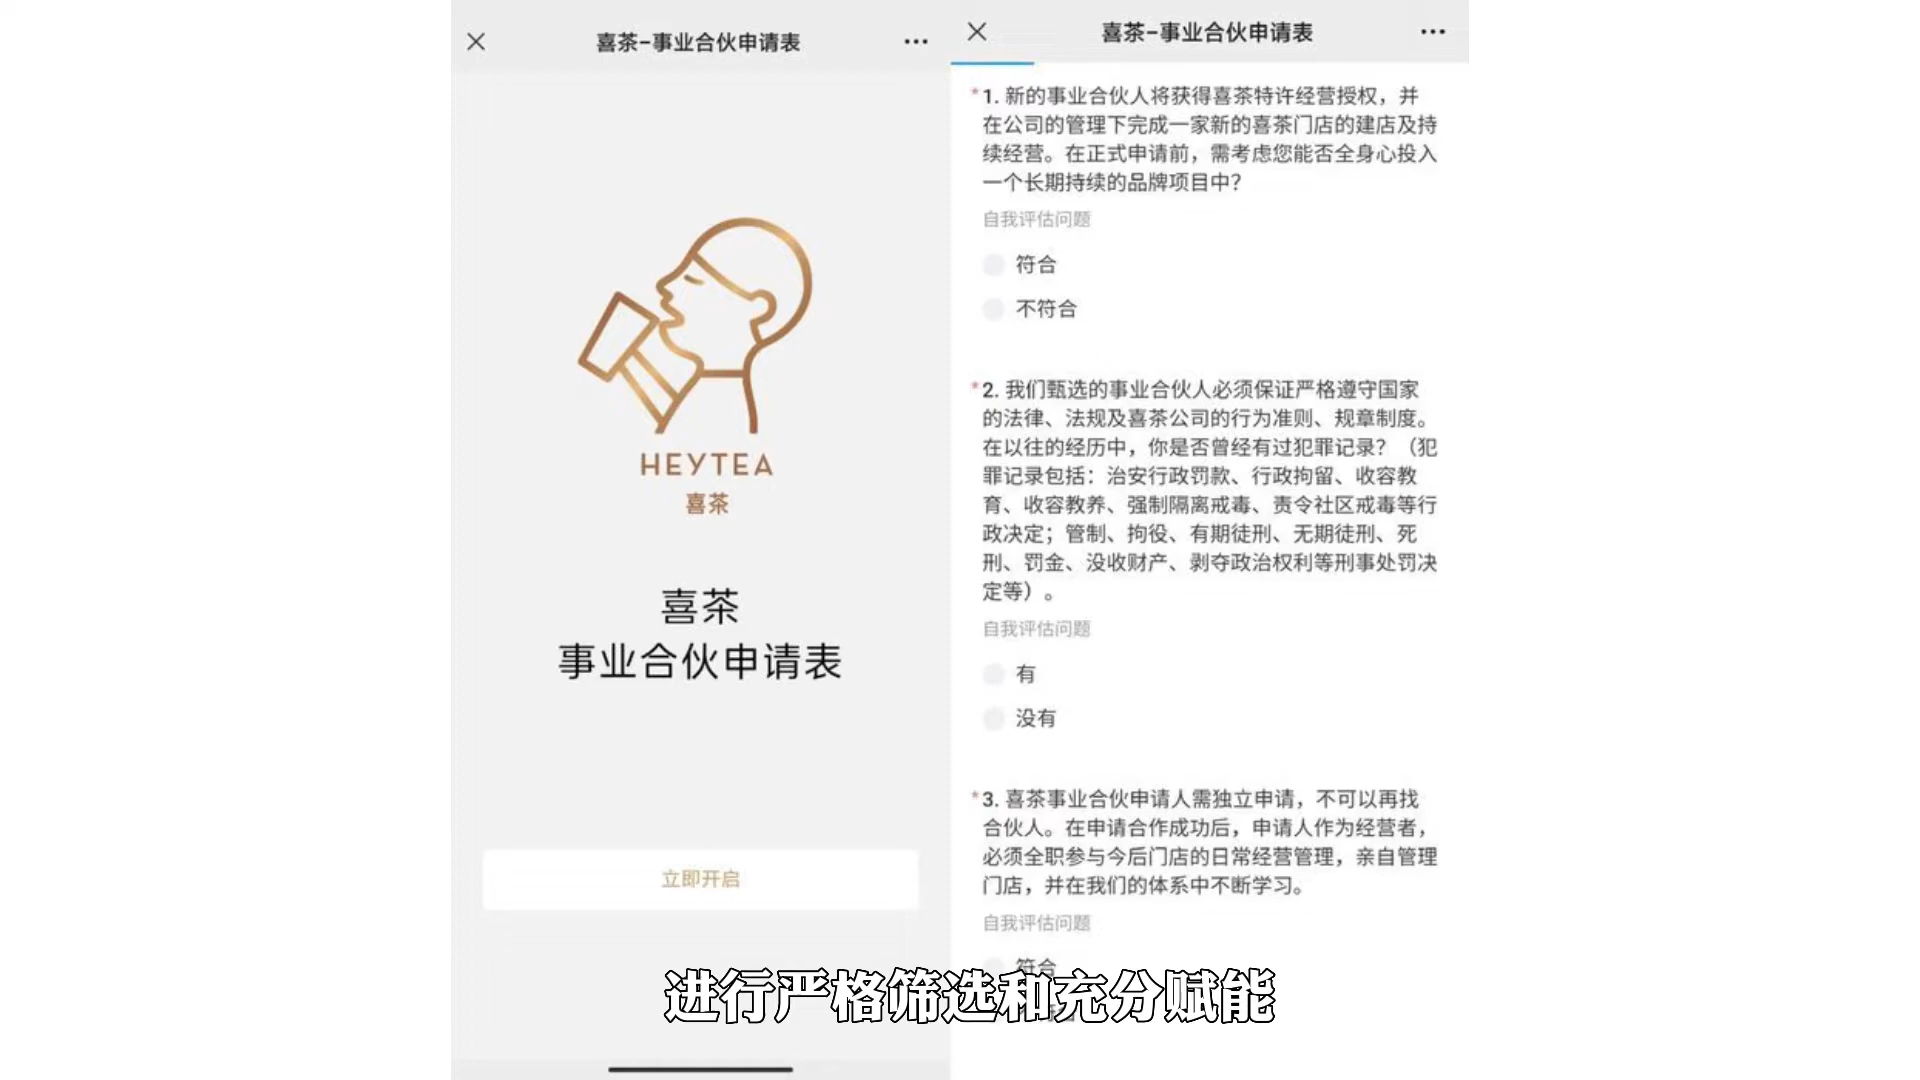 喜茶-事业合伙申请表
HEYTEA
喜茶
喜茶
事业合伙申请表
立即开启
喜茶-事业合伙申请表
*1. 新的事业合伙人将获得喜茶特许经营授权，并
在公司的管理下完成一家新的喜茶门店的建店及持
续经营。在正式申请前，需考虑您能否全身心投入
一个长期持续的品牌项目中？
自我评估问题
符合
不符合
*2. 我们甄选的事业合伙人必须保证严格遵守国家
的法律、法规及喜茶公司的行为准则、规章制度。
在以往的经历中，你是否曾经有过犯罪记录？（犯
罪记录包括：治安行政罚款、行政拘留、收容教
育、收容教养、强制隔离戒毒、责令社区戒毒等行
政决定；管制、拘役、有期徒刑、无期徒刑、死
刑、罚金、没收财产、剥夺政治权利等刑事处罚决
定等）。
自我评估问题
有
没有
*3. 喜茶事业合伙申请人需独立申请，不可以再找
合伙人。在申请合作成功后，申请人作为经营者，
必须全职参与今后门店的日常经营管理，亲自管理
门店，并在我们的体系中不断学习。
自我评估问题
符合
进行严格筛选和充分赋能